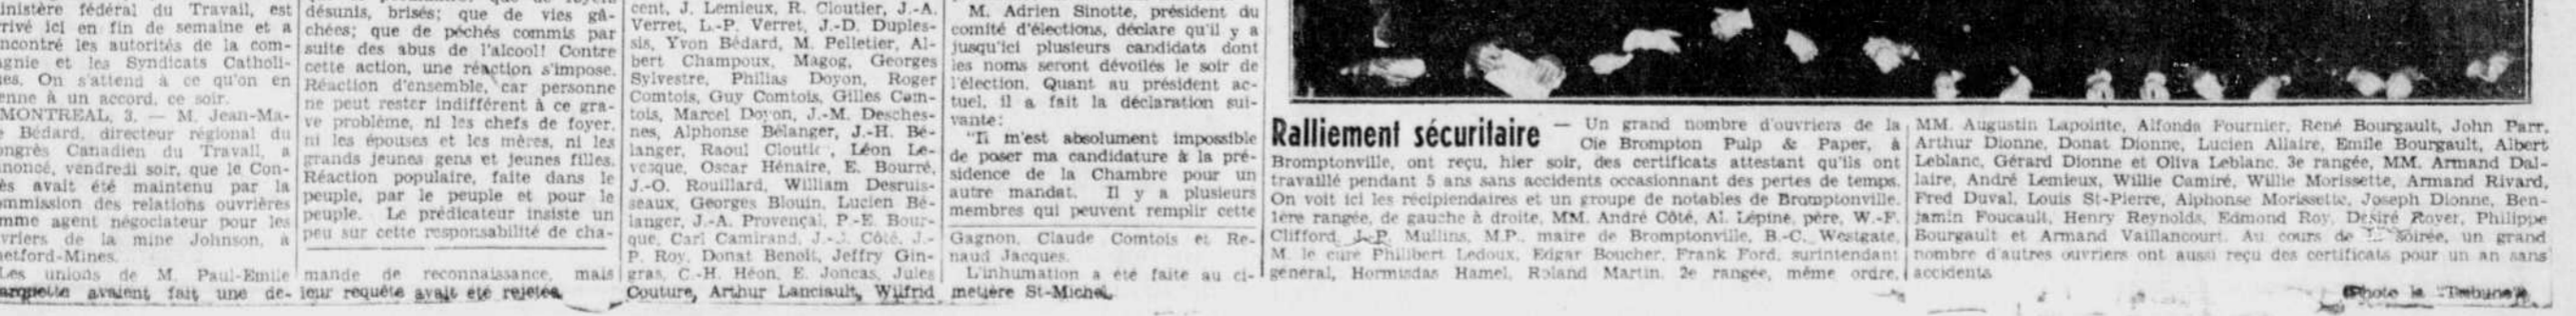 inistère fédéral du Travail, est
rivé ici en fin de semaine et a
ncontré les autorités de la com-
gnie et les Syndicats Catholi-
es. On s'attend à ce qu'on en
enne à un accord, ce soir.
MONTREAL, 3. — M. Jean-Ma-
Bédard, directeur régional du
ongrès Canadien du Travail, a
noncé, vendredi soir, que le Con-
ès avait été maintenu par la
ommission des relations ouvrières
mme agent négociateur pour les
vriers de la mine Johnson, à
etford-Mines.
Les unions de M. Paul-Emile
arquette avaient fait une de-
désunis, brisés; que de vies gâ-
chées; que de péchés commis par
suite des abus de l'alcool! Contre
cette action, une réaction s'impose.
Réaction d'ensemble, car personne
ne peut rester indifférent à ce gra-
ve problème, ni les chefs de foyer,
ni les épouses et les mères, ni les
grands jeunes gens et jeunes filles.
Réaction populaire, faite dans le
peuple, par le peuple et pour le
peuple. Le prédicateur insiste un
peu sur cette responsabilité de cha-
mande de reconnaissance, mais
leur requête avait été rejetée
cent, J. Lemieux, R. Cloutier, J.-A.
Verret, L.-P. Verret, J.-D. Duples-
sis, Yvon Bédard, M. Pelletier, Al-
bert Champoux, Magog, Georges
Sylvestre, Philias Doyon, Roger
Comtois, Guy Comtois, Gilles Com-
tois, Marcel Doyon, J.-M. Desches-
nes, Alphonse Bélanger, J.-H. Bé-
langer, Raoul Léon Le-
vesque, Oscar Hénaire, E. Bourré,
J.-O. Rouillard, William Desruis-
seaux, Georges Blouin, Lucien Bé-
langer, J.-A. Provençal, P.-E. Bour-
que, Carl Camirand, Côté, J.-
P. Roy, Donat Benoit, Jeffry Gin-
gras, C.-H. Héon, E. Joncas, Jules
Couture, Arthur Lanciault, Wilfrid
M. Adrien Sinotte, président du
comité d'élections, déclare qu'il y a
jusqu'ici plusieurs candidats dont
les noms seront dévoilés le soir de
l'élection. Quant au président ac-
tuel, il a fait la déclaration sui-
vante:
m'est absolument impossible
de poser ma candidature à la pré-
sidence de la Chambre pour un
autre mandat. Il y a plusieurs
membres qui peuvent remplir cette
Gagnon, Claude Comtois et Re-
naud Jacques.
L'inhumation a été faite au ci-
metière St-Michel.
Ralliement sécuritaire — Un grand nombre d'ouvriers de la
Cie Brompton Pulp & Paper, à
Bromptonville, ont reçu, hier soir, des certificats attestant qu'ils ont
travaillé pendant 5 ans sans accidents occasionnant des pertes de temps.
On voit ici les récipiendaires et un groupe de notables de Bromptonville.
1ère rangée, de gauche à droite, MM. André Côté, Al. Lépine, père, W.-F.
Clifford, J.-P. Mullins, M.P., maire de Bromptonville, B.-C. Westgate,
M. le curé Philibert Ledoux, Edgar Boucher, Frank Ford, surintendant
général, Hormisdas Hamel, Roland Martin. 2e rangée, même ordre,
MM. Augustin Lapointe, Alfonda Fournier, René Bourgault, John Parr,
Arthur Dionne, Donat Dionne, Lucien Allaire, Emile Bourgault, Albert
Leblanc, Gérard Dionne et Oliva Leblanc. 3e rangée, MM. Armand Dal-
laire, André Lemieux, Willie Camiré, Willie Morissette, Armand Rivard,
Fred Duval, Louis St-Pierre, Alphonse Morissette, Joseph Dionne, Ben-
jamin Foucault, Henry Reynolds, Edmond Roy, Desiré Royer, Philippe
Bourgault et Armand Vaillancourt. Au cours de soirée, un grand
nombre d'autres ouvriers ont aussi reçu des certificats pour un an sans
accidents
(Photo la "Tribune")